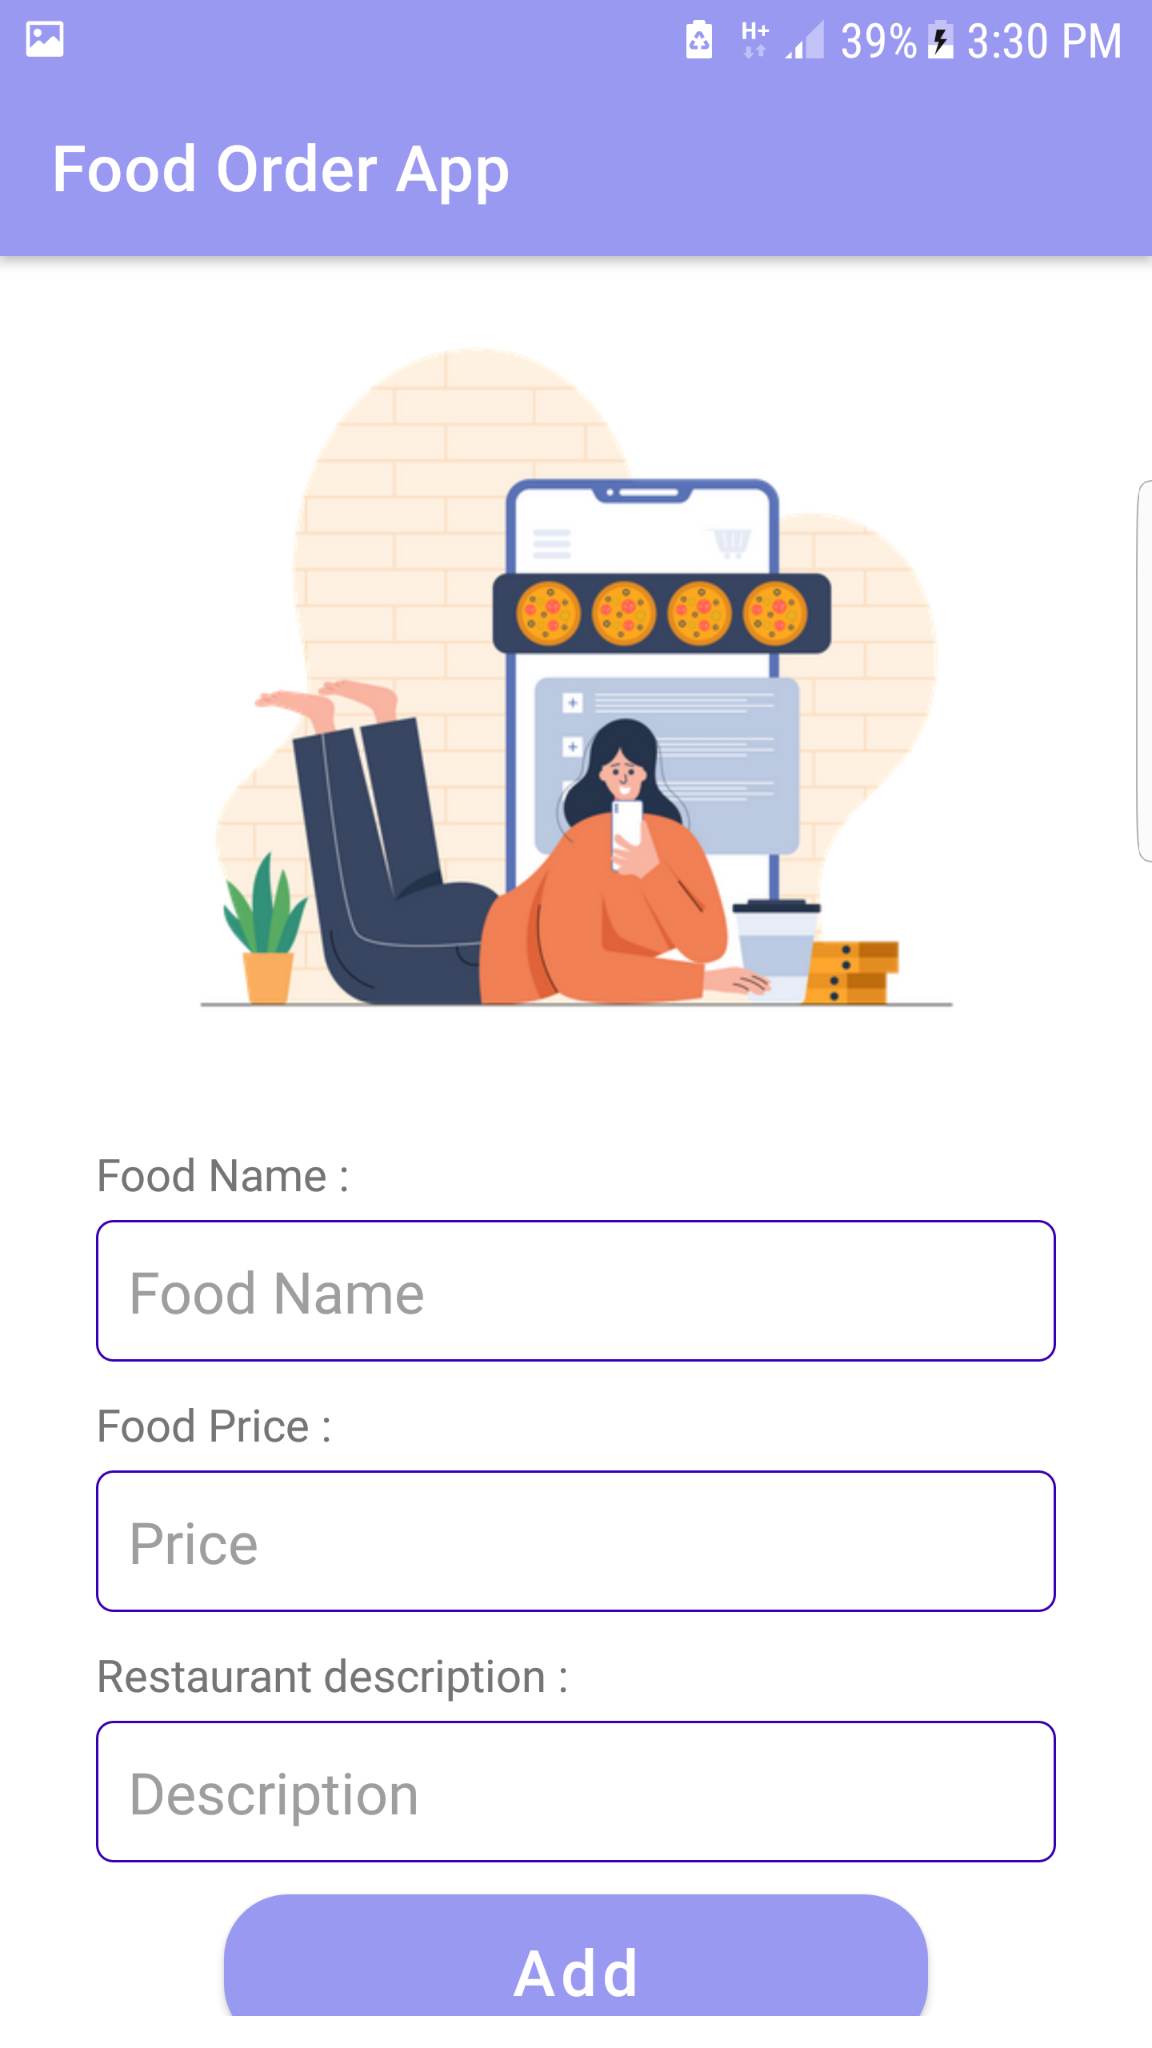 H+ 39% 3:30 PM
Food Order App
Food Name :
Food Name
Food Price :
Price
Restaurant description :
Description
Add